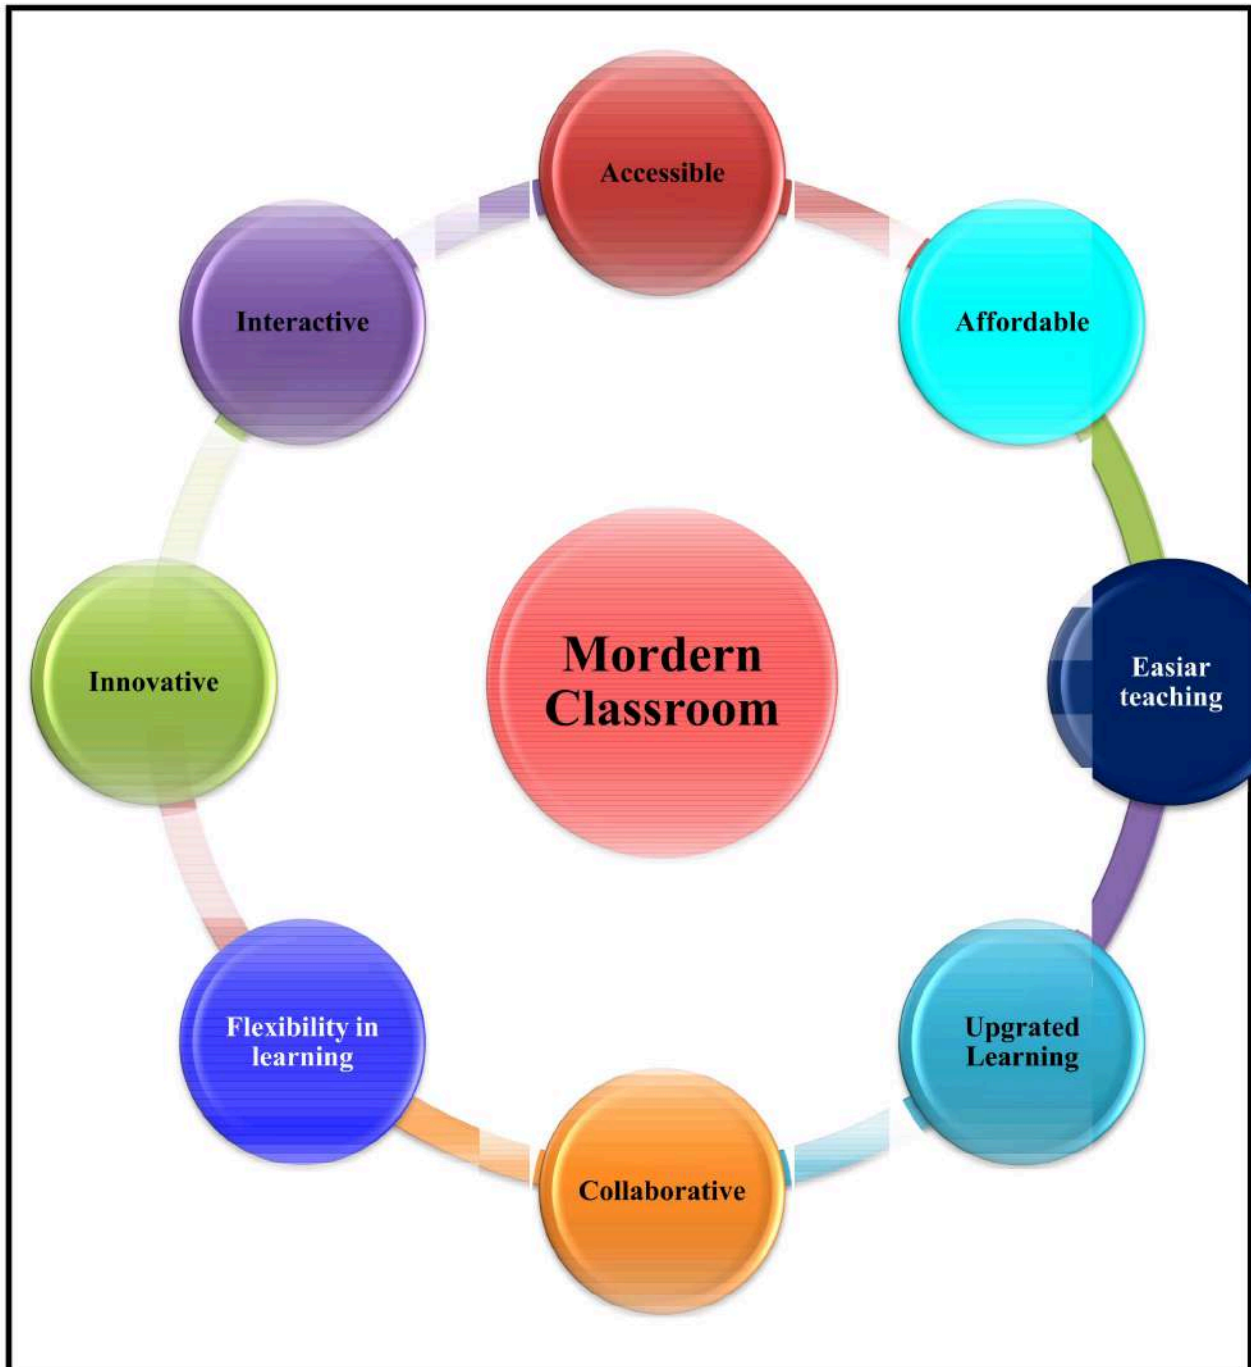 Accessible
Affordable
Easiar
teaching
Upgrated
Learning
Collaborative
Flexibility in
learning
Innovative
Interactive
Mordern
Classroom